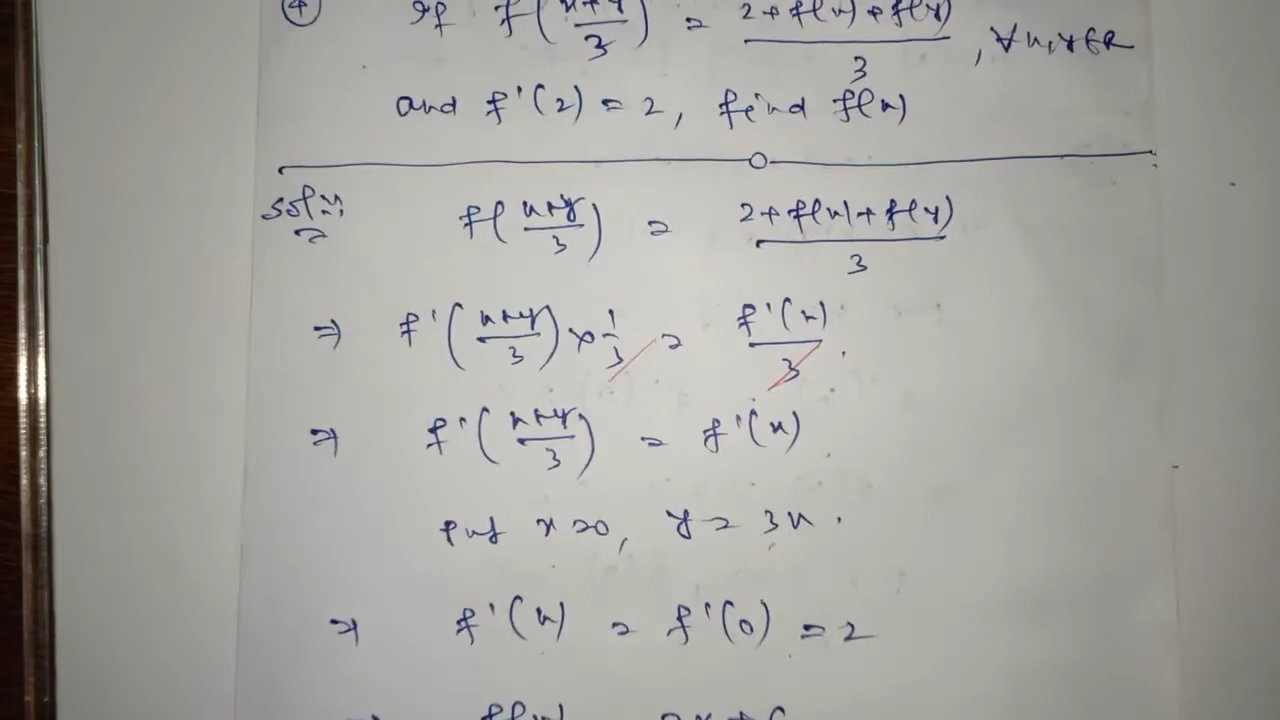 ④ If f((x+y)/3) = (2+f(x)+f(y))/3, ∀ x,y ∈ R
and f'(2) = 2, find f(x)
Solⁿ: f((x+y)/3) = (2+f(x)+f(y))/3
⇒ f'((x+y)/3) × 1/3 = f'(x)/3.
⇒ f'((x+y)/3) = f'(x)
put x=0, y = 3x.
⇒ f'(x) = f'(0) = 2